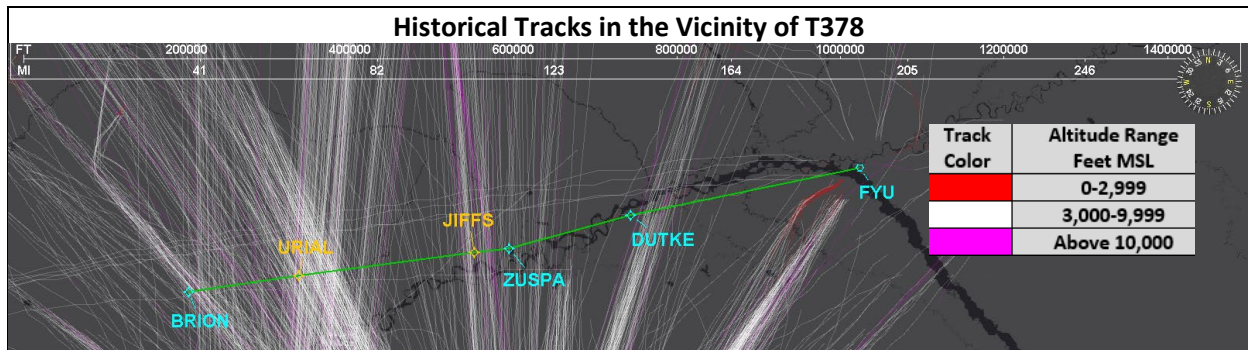 Historical Tracks in the Vicinity of T378
FT 200000 400000 600000 800000 1000000 1200000 1400000
MI 41 82 123 164 205 246
N
E
S
W
Track Color Altitude Range Feet MSL
0-2,999
3,000-9,999
Above 10,000
FYU
JIFFS
DUTKE
URIAL
ZUSPA
BRION